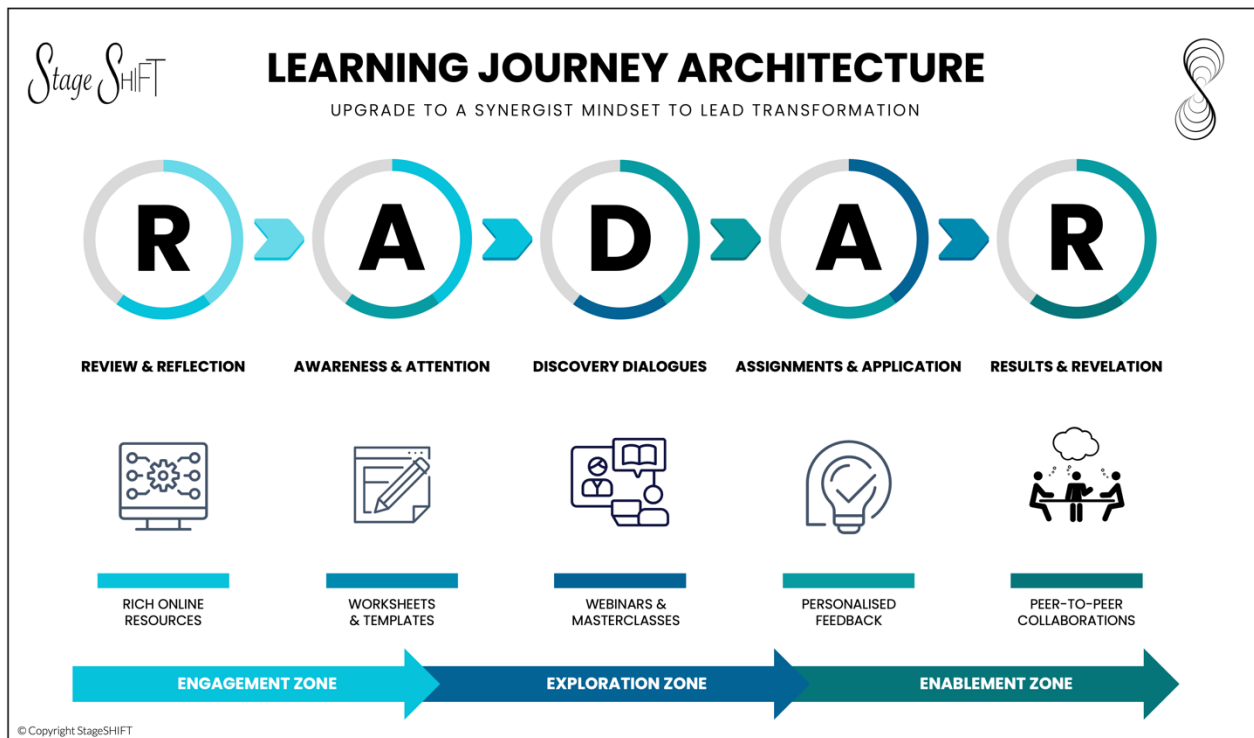 Stage SHIFT
LEARNING JOURNEY ARCHITECTURE
UPGRADE TO A SYNERGIST MINDSET TO LEAD TRANSFORMATION
R
A
D
A
R
REVIEW & REFLECTION
AWARENESS & ATTENTION
DISCOVERY DIALOGUES
ASSIGNMENTS & APPLICATION
RESULTS & REVELATION
RICH ONLINE
RESOURCES
WORKSHEETS
& TEMPLATES
WEBINARS &
MASTERCLASSES
PERSONALISED
FEEDBACK
PEER-TO-PEER
COLLABORATIONS
ENGAGEMENT ZONE
EXPLORATION ZONE
ENABLEMENT ZONE
© Copyright StageSHIFT